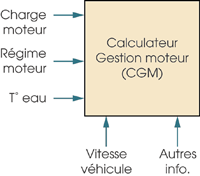 Charge
moteur
Régime
moteur
T° eau
Calculateur
Gestion moteur
(CGM)
Vitesse
véhicule
Autres
info.